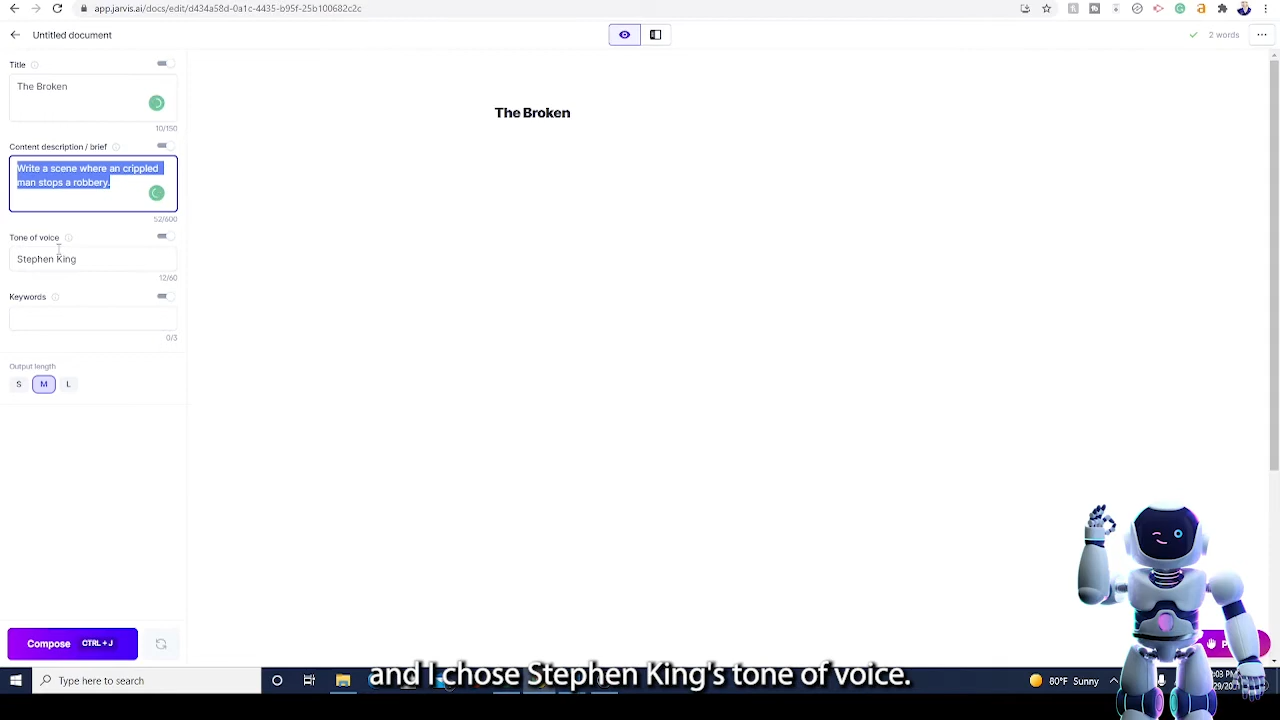 app.jarvis.ai/docs/edit/d434a58d-0a1c-4435-b95f-25b100682c2c
Untitled document
2 words
Title
The Broken
10/150
Content description / brief
Write a scene where an crippled
man stops a robbery.
52/600
Tone of voice
Stephen King
12/60
Keywords
0/3
Output length
S M L
The Broken
Compose CTRL + J
and I chose Stephen King's tone of voice.
Type here to search
80°F Sunny